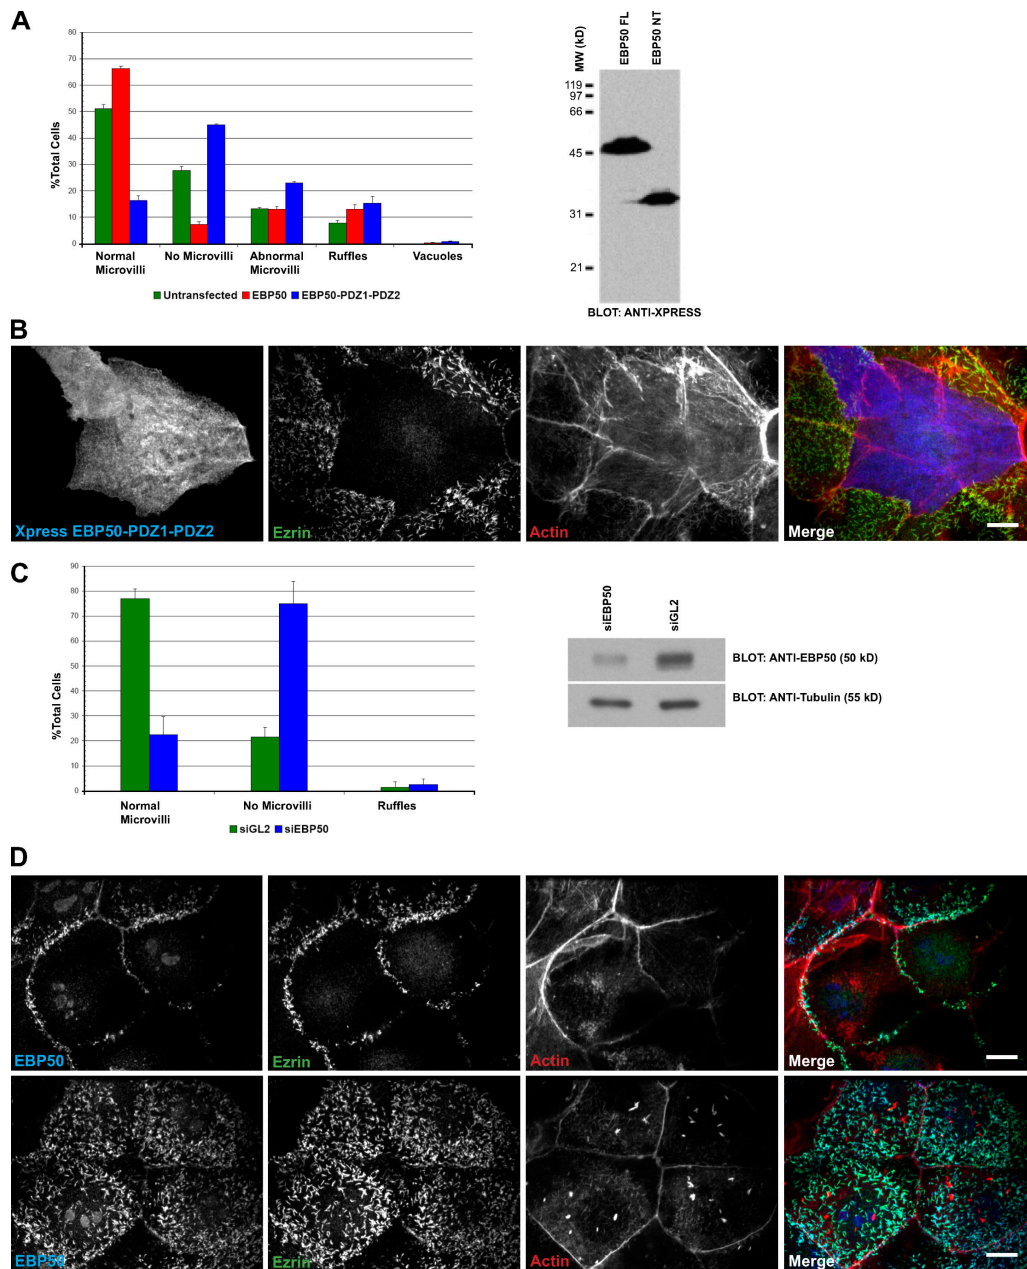 A
80
70
60
50
40
30
20
10
0
%Total Cells
Normal Microvilli
No Microvilli
Abnormal Microvilli
Ruffles
Vacuoles
Untransfected EBP50 EBP50-PDZ1-PDZ2
MW (kD)
EBP50 FL
EBP50 NT
119
97
66
45
31
21
BLOT: ANTI-XPRESS
B
Xpress EBP50-PDZ1-PDZ2
Ezrin
Actin
Merge
C
90
80
70
60
50
40
30
20
10
0
%Total Cells
Normal Microvilli
No Microvilli
Ruffles
siGL2 siEBP50
siEBP50
siGL2
BLOT: ANTI-EBP50 (50 kD)
BLOT: ANTI-Tubulin (55 kD)
D
EBP50
Ezrin
Actin
Merge
EBP50
Ezrin
Actin
Merge